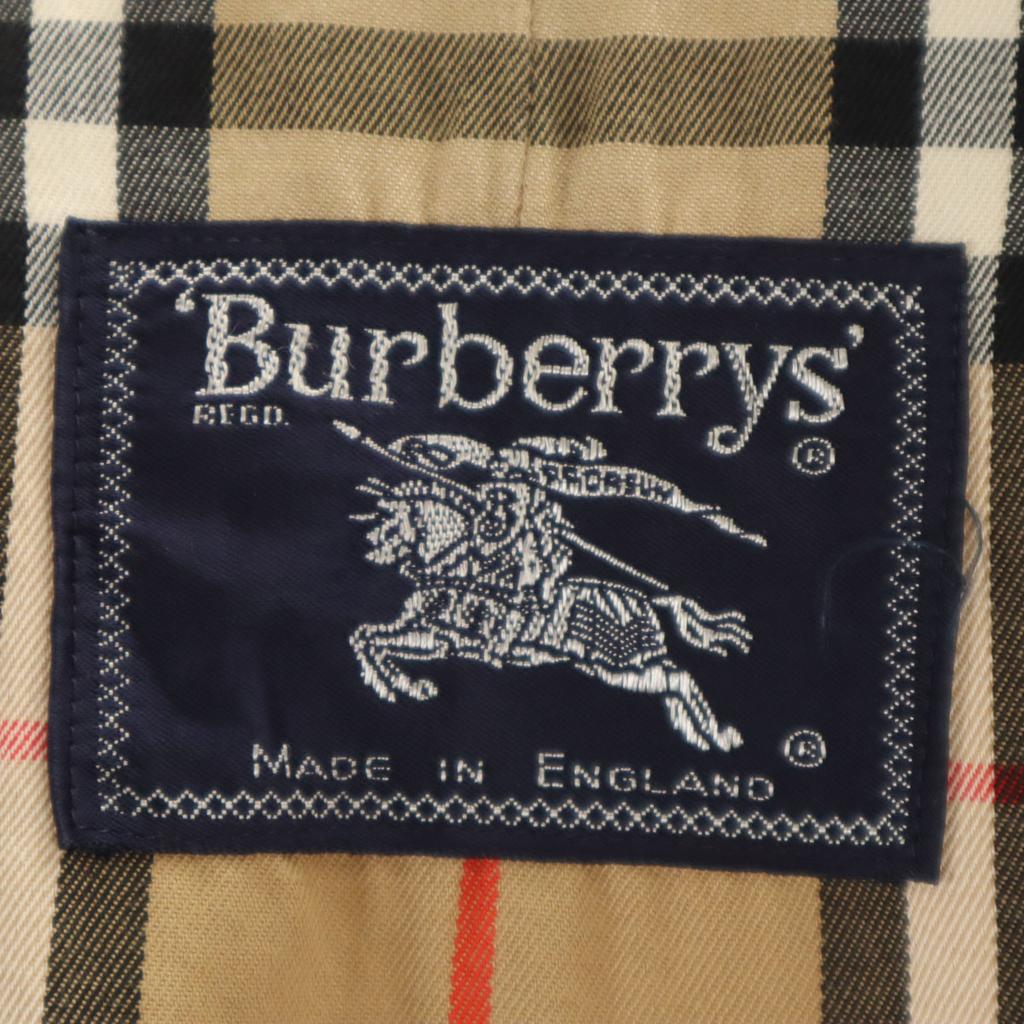 ‘Burberrys’
REGD.
®
PRORSUM
®
MADE IN ENGLAND